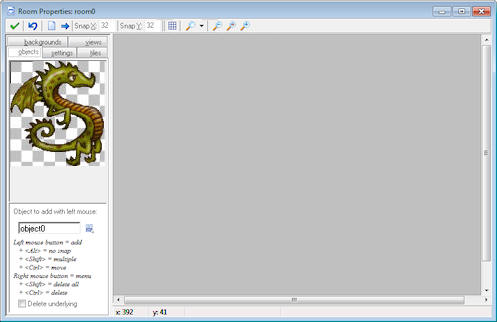 Room Properties: room0
Snap X: 32 Snap Y: 32
backgrounds views
objects settings tiles
Object to add with left mouse:
object0
Left mouse button = add
+ <Alt> = no snap
+ <Shift> = multiple
+ <Ctrl> = move
Right mouse button = menu
+ <Shift> = delete all
+ <Ctrl> = delete
Delete underlying
x: 392 y: 41